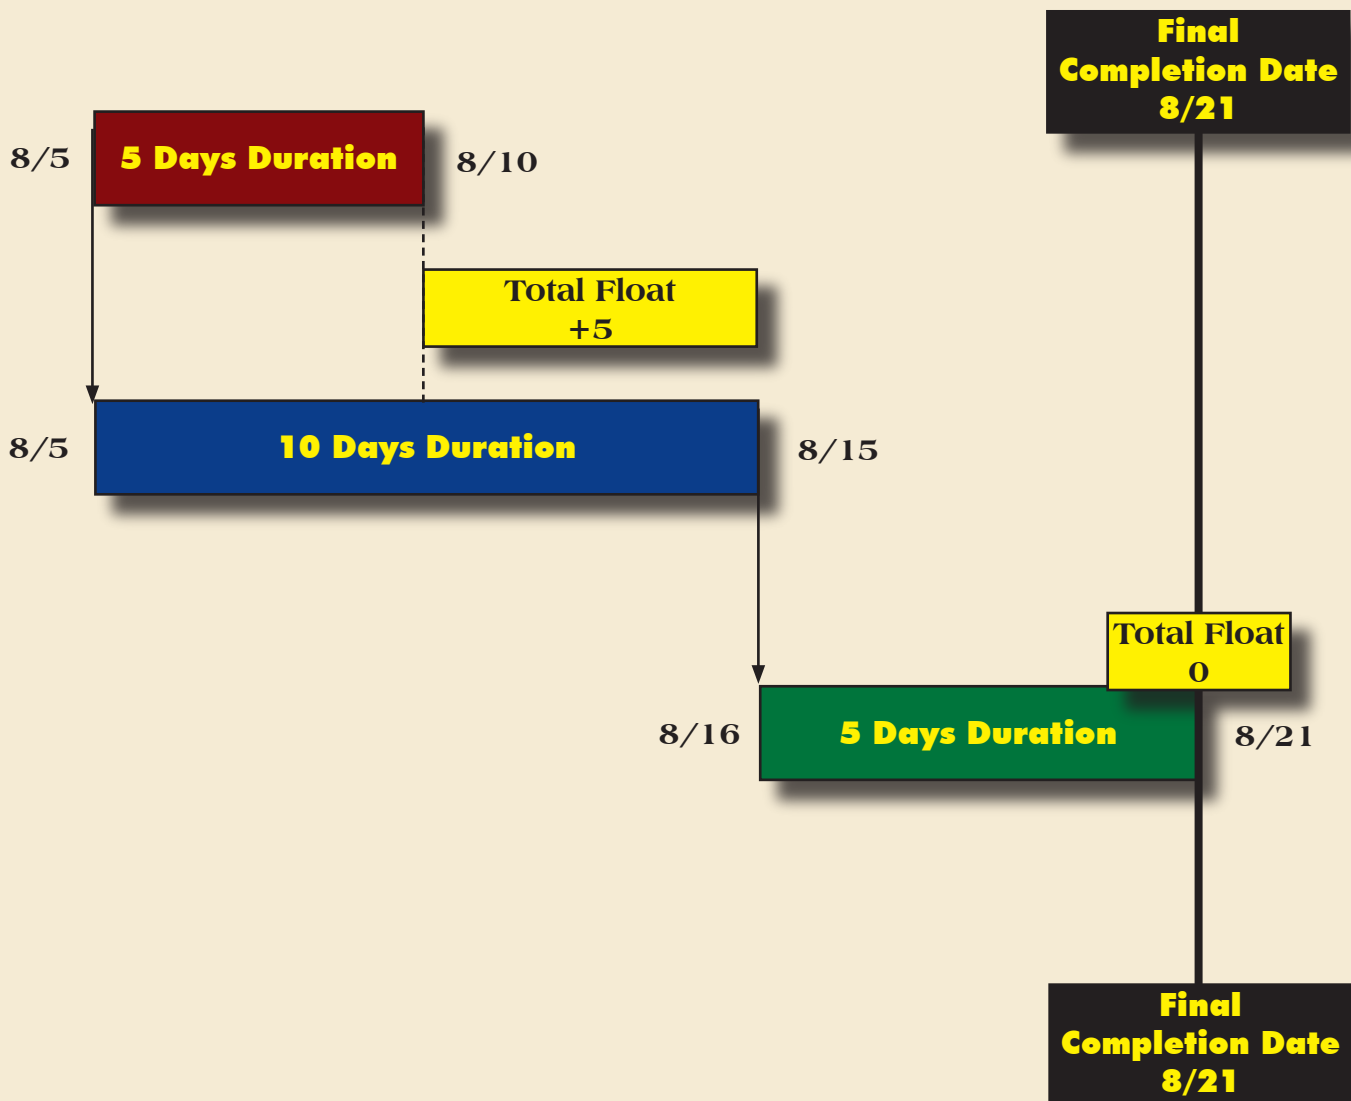 Final
Completion Date
8/21
8/5
5 Days Duration
8/10
Total Float
+5
8/5
10 Days Duration
8/15
Total Float
0
8/16
5 Days Duration
8/21
Final
Completion Date
8/21